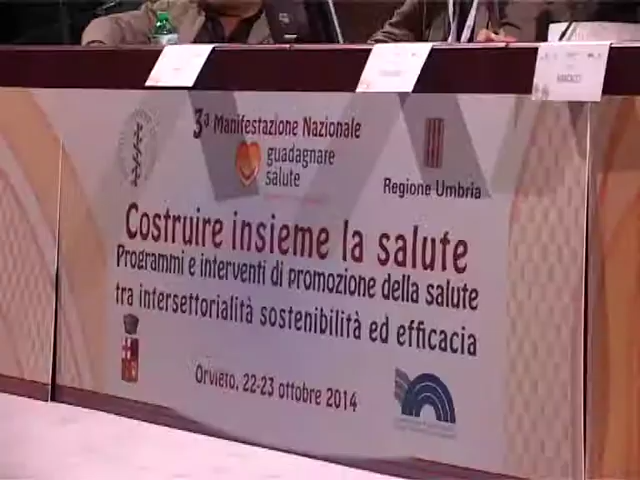 3ª Manifestazione Nazionale
guadagnare
salute
Regione Umbria
Costruire insieme la salute
Programmi e interventi di promozione della salute
tra intersettorialità sostenibilità ed efficacia
Orvieto, 22-23 ottobre 2014